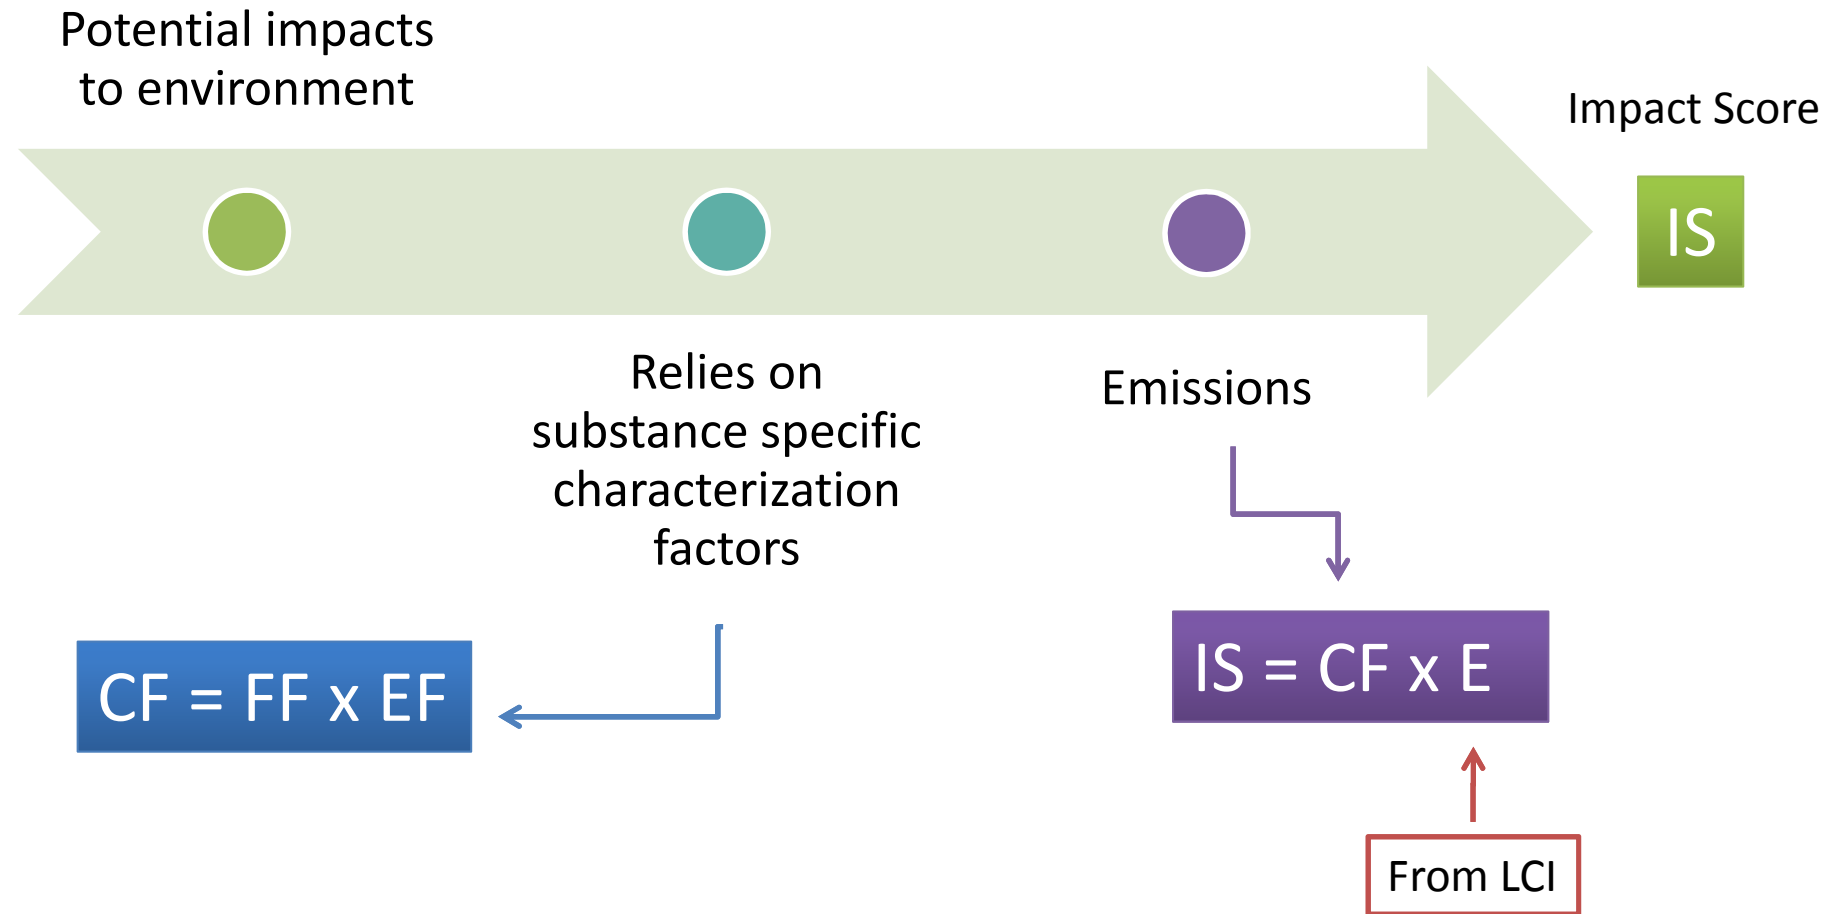 Potential impacts
to environment
Impact Score
IS
Relies on
substance specific
characterization
factors
Emissions
CF = FF x EF
IS = CF x E
From LCI